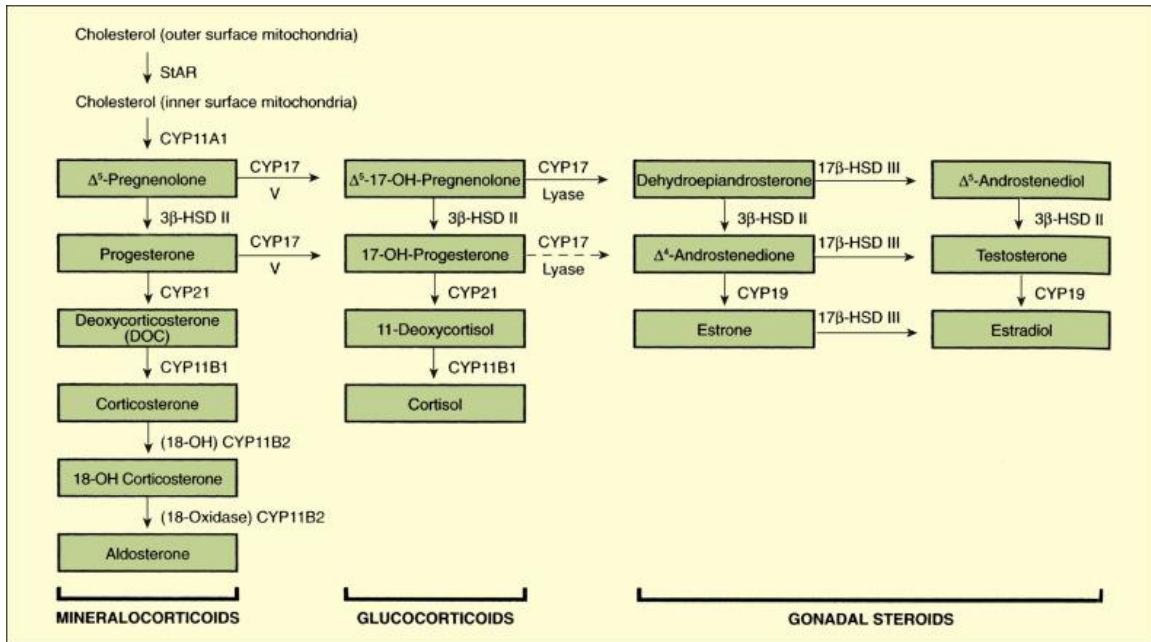 Cholesterol (outer surface mitochondria)
StAR
Cholesterol (inner surface mitochondria)
CYP11A1
Δ⁵-Pregnenolone
CYP17
V
Δ⁵-17-OH-Pregnenolone
CYP17
Lyase
Dehydroepiandrosterone
17β-HSD III
Δ⁵-Androstenediol
3β-HSD II
3β-HSD II
3β-HSD II
3β-HSD II
Progesterone
CYP17
V
17-OH-Progesterone
CYP17
Lyase
Δ⁴-Androstenedione
17β-HSD III
Testosterone
CYP21
CYP21
CYP19
CYP19
Deoxycorticosterone
(DOC)
11-Deoxycortisol
Estrone
17β-HSD III
Estradiol
CYP11B1
CYP11B1
Corticosterone
Cortisol
(18-OH) CYP11B2
18-OH Corticosterone
(18-Oxidase) CYP11B2
Aldosterone
MINERALOCORTICOIDS
GLUCOCORTICOIDS
GONADAL STEROIDS